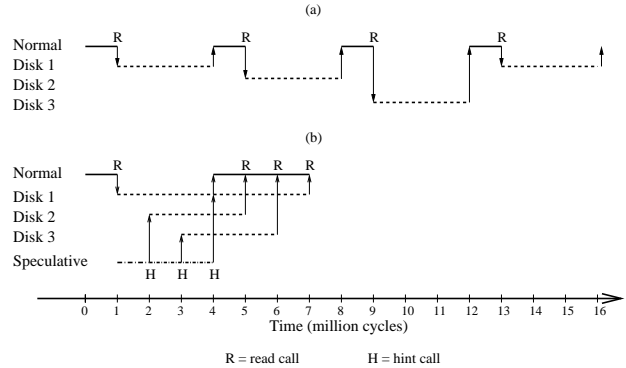 (a)
Normal R R R R
Disk 1
Disk 2
Disk 3
(b)
Normal R R R R
Disk 1
Disk 2
Disk 3
Speculative
H H H
0 1 2 3 4 5 6 7 8 9 10 11 12 13 14 15 16
Time (million cycles)
R = read call H = hint call